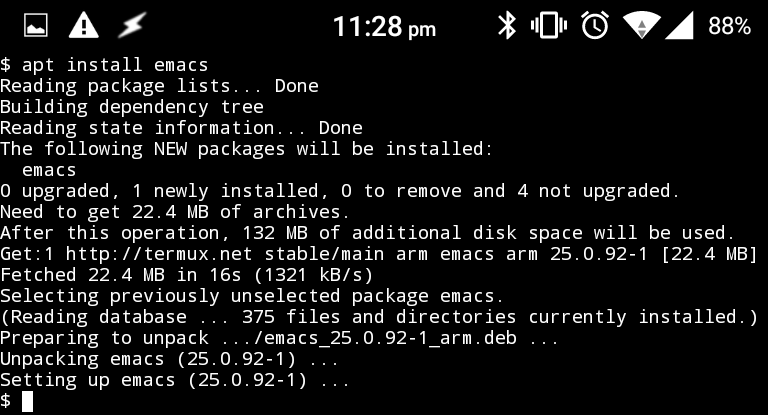 11:28 pm 88%
$ apt install emacs
Reading package lists... Done
Building dependency tree
Reading state information... Done
The following NEW packages will be installed:
  emacs
0 upgraded, 1 newly installed, 0 to remove and 4 not upgraded.
Need to get 22.4 MB of archives.
After this operation, 132 MB of additional disk space will be used.
Get:1 http://termux.net stable/main arm emacs arm 25.0.92-1 [22.4 MB]
Fetched 22.4 MB in 16s (1321 kB/s)
Selecting previously unselected package emacs.
(Reading database ... 375 files and directories currently installed.)
Preparing to unpack .../emacs_25.0.92-1_arm.deb ...
Unpacking emacs (25.0.92-1) ...
Setting up emacs (25.0.92-1) ...
$